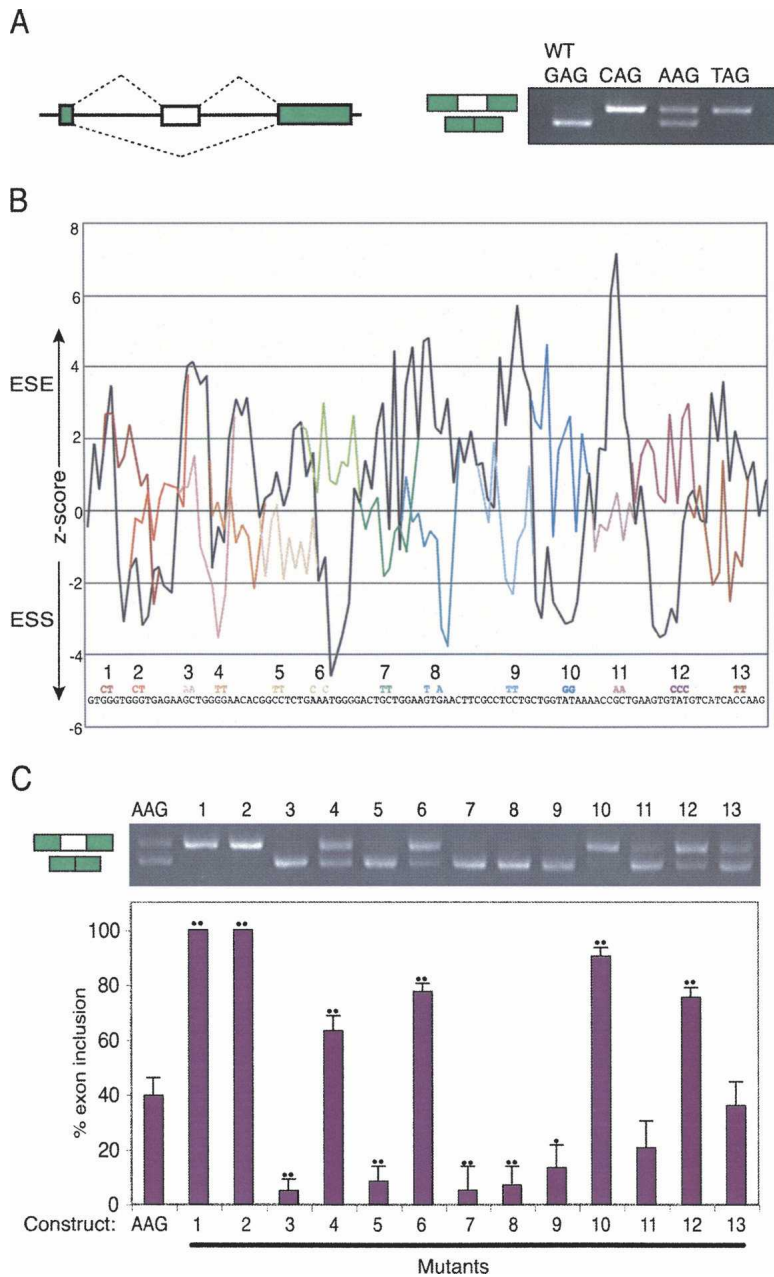 A
WT
GAG CAG AAG TAG
B
8
6
4
2
0
-2
-4
-6
ESE
z-score
ESS
1 2 3 4 5 6 7 8 9 10 11 12 13
CT CT TT TT C C TT T A TT GG AA CCC TT
GTGGGTGGGTGAGAAGCTGGGGAACACGGCCTCTGAAATGGGGACTGCTGGAAGTGAACTTCGCCTCCTGCTGGTATAAAACCGCTGAAGTGTATGTCATCACCAAG
C
AAG 1 2 3 4 5 6 7 8 9 10 11 12 13
% exon inclusion
100
80
60
40
20
0
Construct: AAG 1 2 3 4 5 6 7 8 9 10 11 12 13
Mutants